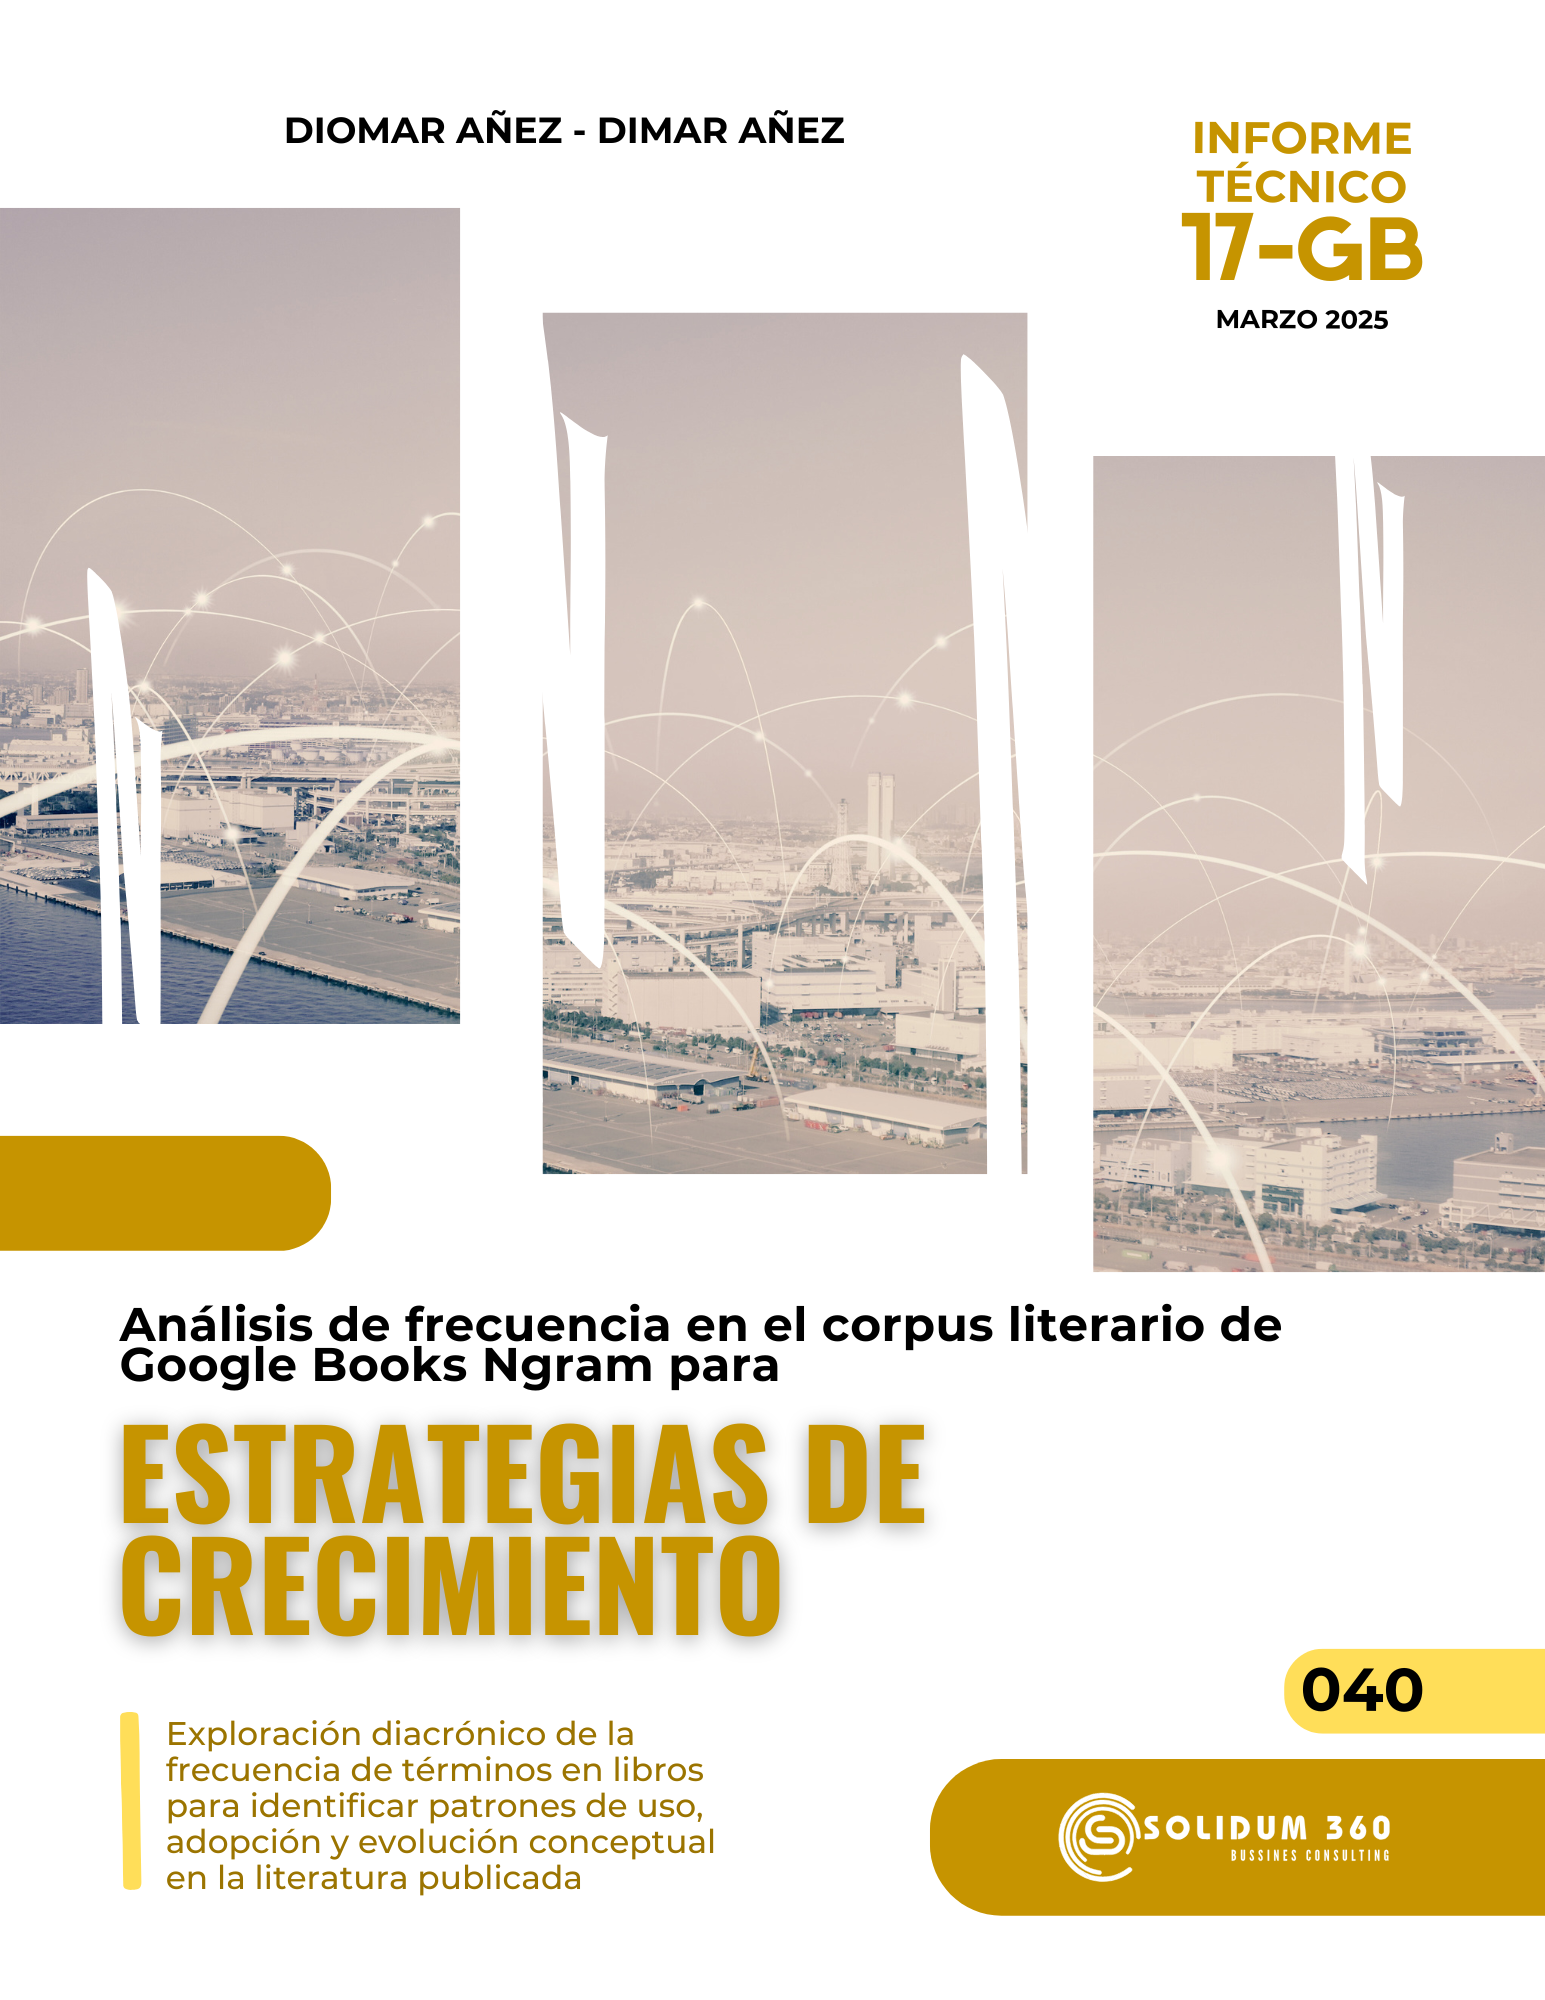 DIOMAR AÑEZ - DIMAR AÑEZ
INFORME
TÉCNICO
17-GB
MARZO 2025
Análisis de frecuencia en el corpus literario de
Google Books Ngram para
ESTRATEGIAS DE
CRECIMIENTO
Exploración diacrónico de la
frecuencia de términos en libros
para identificar patrones de uso,
adopción y evolución conceptual
en la literatura publicada
040
SOLIDUM 360
BUSSINES CONSULTING